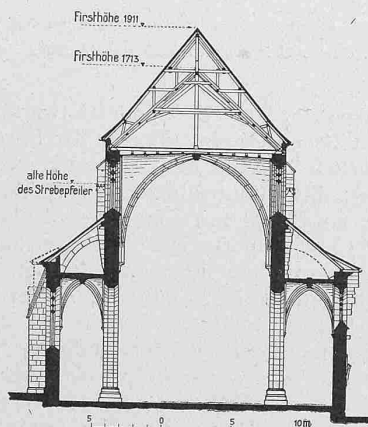 Firsthöhe 1911
Firsthöhe 1713
alte Höhe
des Strebepfeiler
5 0 5 10m